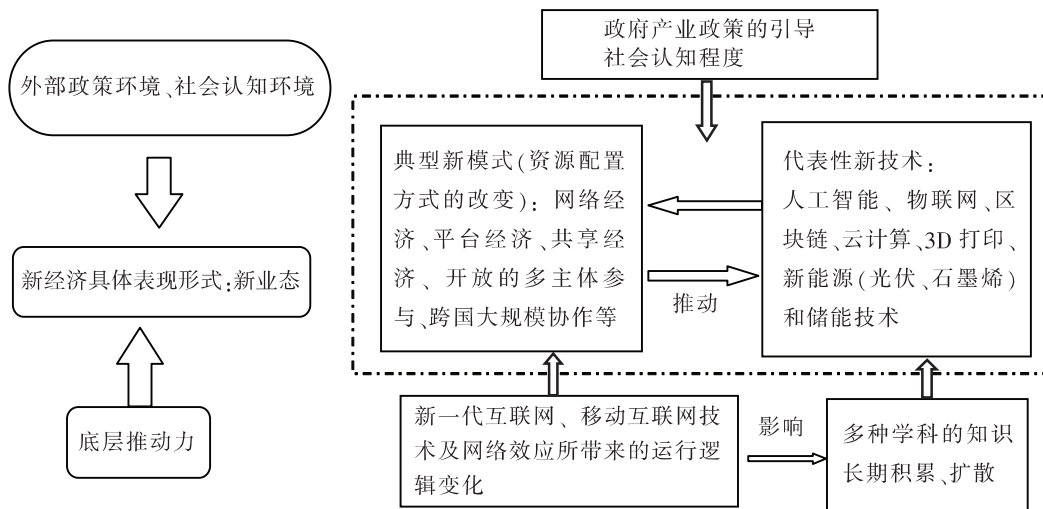 外部政策环境、社会认知环境
新经济具体表现形式：新业态
底层推动力
政府产业政策的引导
社会认知程度
典型新模式(资源配置
方式的改变)：网络经
济、平台经济、共享经
济、开放的多主体参
与、跨国大规模协作等
推动
代表性新技术：
人工智能、物联网、区
块链、云计算、3D打印、
新能源(光伏、石墨烯)
和储能技术
新一代互联网、移动互联网技
术及网络效应所带来的运行逻
辑变化
影响
多种学科的知识
长期积累、扩散